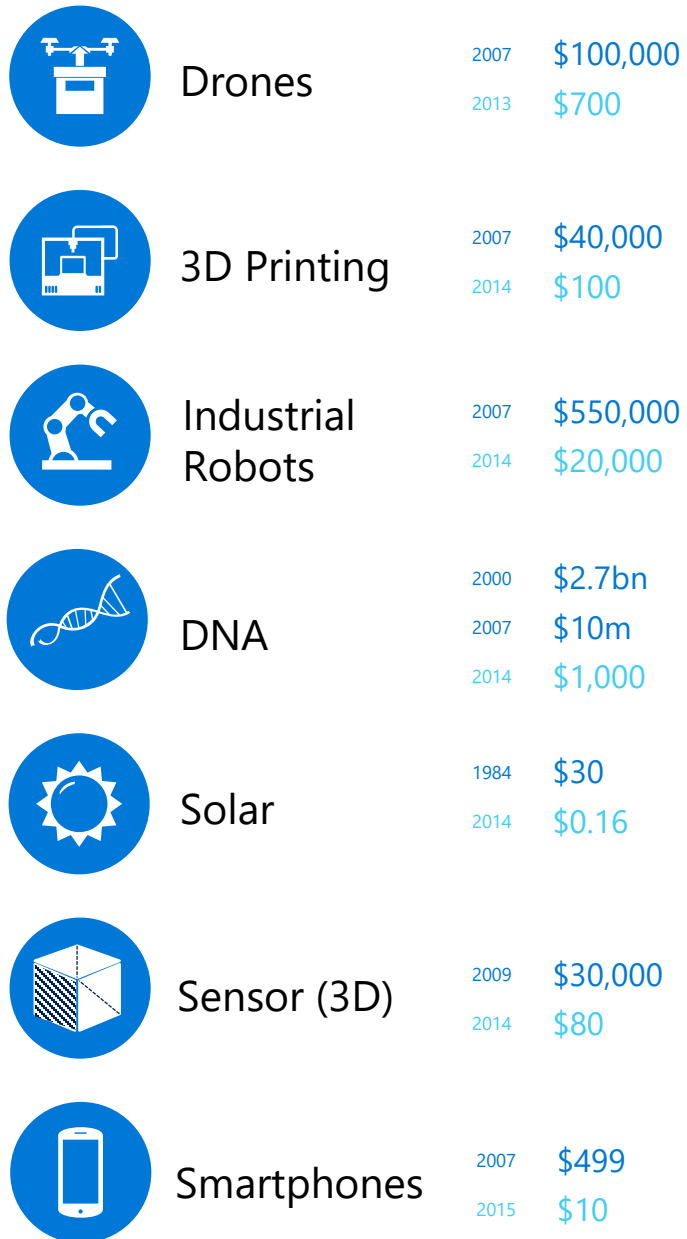 Drones
2007 $100,000
2013 $700
3D Printing
2007 $40,000
2014 $100
Industrial
Robots
2007 $550,000
2014 $20,000
DNA
2000 $2.7bn
2007 $10m
2014 $1,000
Solar
1984 $30
2014 $0.16
Sensor (3D)
2009 $30,000
2014 $80
Smartphones
2007 $499
2015 $10